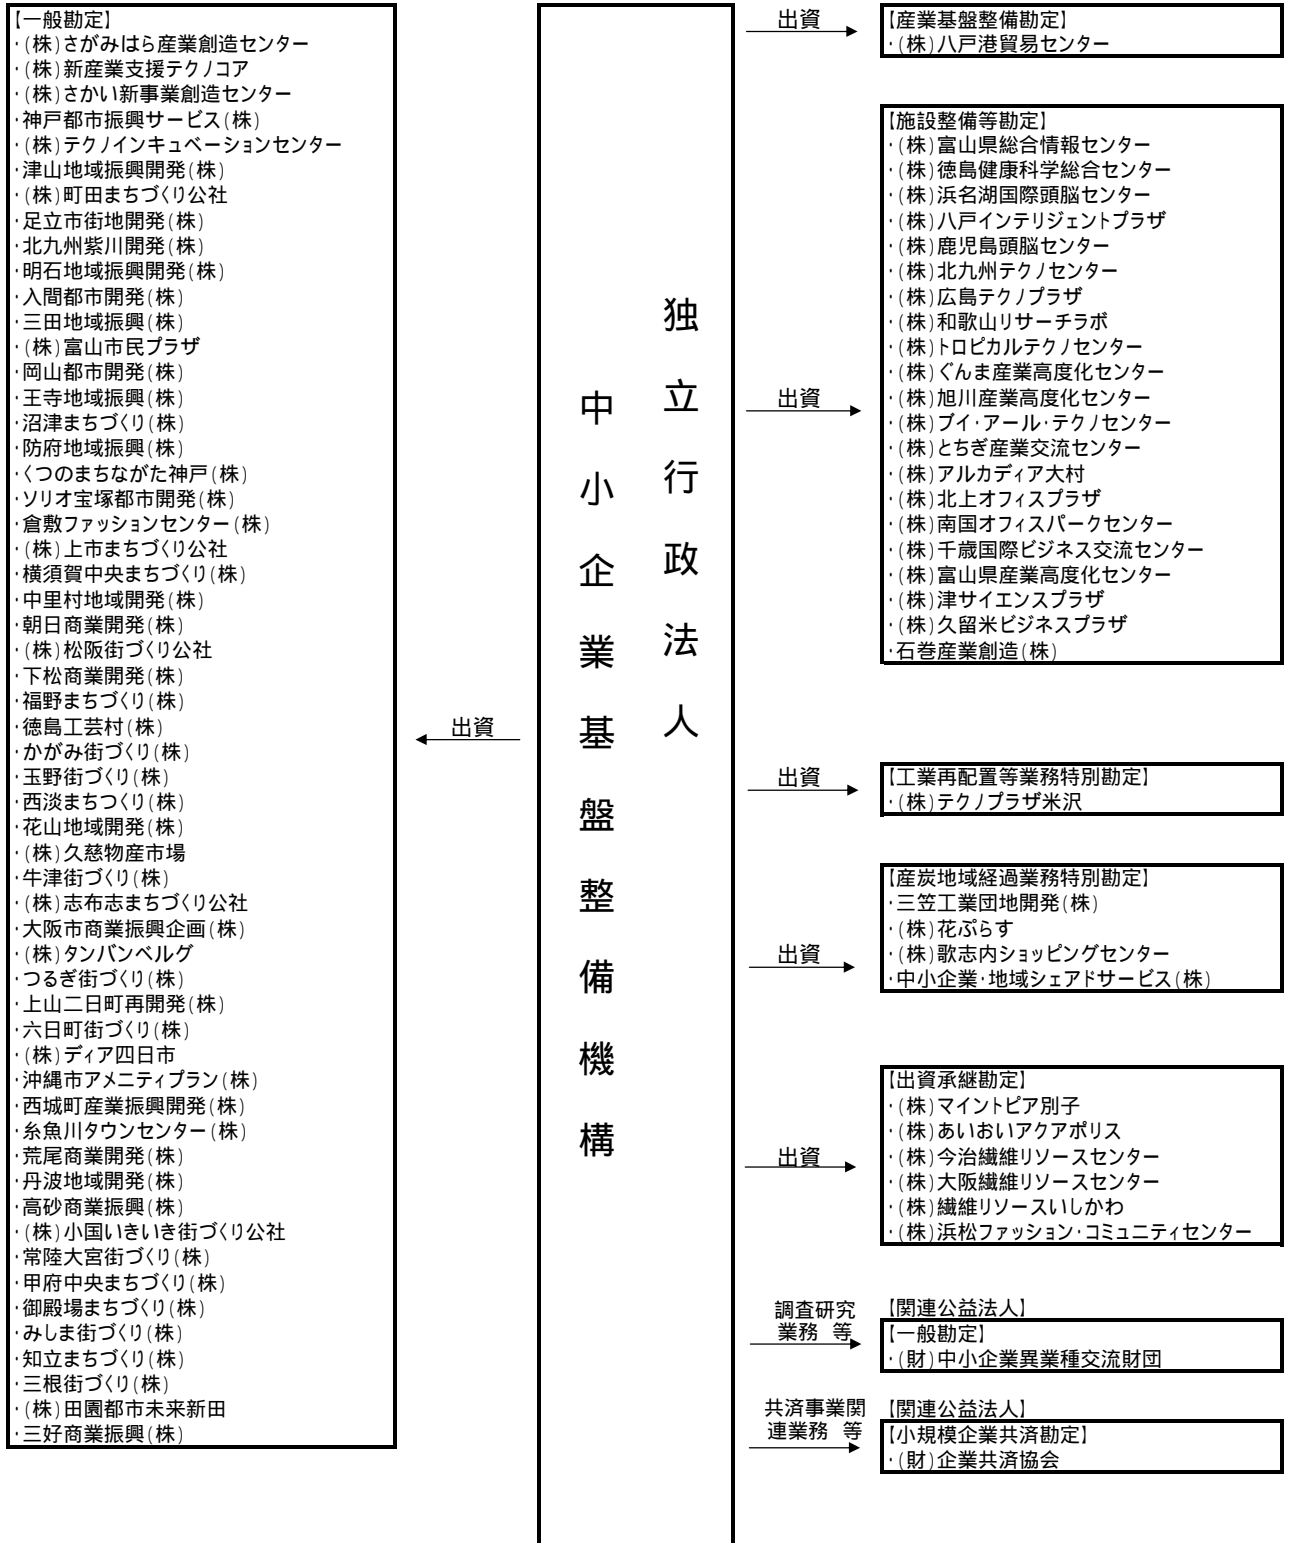 【一般勘定】
・(株)さがみはら産業創造センター
・(株)新産業支援テクノコア
・(株)さかい新事業創造センター
・神戸都市振興サービス(株)
・(株)テクノインキュベーションセンター
・津山地域振興開発(株)
・(株)町田まちづくり公社
・足立市街地開発(株)
・北九州紫川開発(株)
・明石地域振興開発(株)
・入間都市開発(株)
・三田地域振興(株)
・(株)富山市民プラザ
・岡山都市開発(株)
・王寺地域振興(株)
・沼津まちづくり(株)
・防府地域振興(株)
・くつのまちながた神戸(株)
・ソリオ宝塚都市開発(株)
・倉敷ファッションセンター(株)
・(株)上市まちづくり公社
・横須賀中央まちづくり(株)
・中里村地域開発(株)
・朝日商業開発(株)
・(株)松阪街づくり公社
・下松商業開発(株)
・福野まちづくり(株)
・徳島工芸村(株)
・かがみ街づくり(株)
・玉野街づくり(株)
・西淡まちつくり(株)
・花山地域開発(株)
・(株)久慈物産市場
・牛津街づくり(株)
・(株)志布志まちづくり公社
・大阪市商業振興企画(株)
・(株)タンバンベルグ
・つるぎ街づくり(株)
・上山二日町再開発(株)
・六日町街づくり(株)
・(株)ディア四日市
・沖縄市アメニティプラン(株)
・西城町産業振興開発(株)
・糸魚川タウンセンター(株)
・荒尾商業開発(株)
・丹波地域開発(株)
・高砂商業振興(株)
・(株)小国いきいき街づくり公社
・常陸大宮街づくり(株)
・甲府中央まちづくり(株)
・御殿場まちづくり(株)
・みしま街づくり(株)
・知立まちづくり(株)
・三根街づくり(株)
・(株)田園都市未来新田
・三好商業振興(株)
出資
独立行政法人
中小企業基盤整備機構
出資
【産業基盤整備勘定】
・(株)八戸港貿易センター
出資
【施設整備等勘定】
・(株)富山県総合情報センター
・(株)徳島健康科学総合センター
・(株)浜名湖国際頭脳センター
・(株)八戸インテリジェントプラザ
・(株)鹿児島頭脳センター
・(株)北九州テクノセンター
・(株)広島テクノプラザ
・(株)和歌山リサーチラボ
・(株)トロピカルテクノセンター
・(株)ぐんま産業高度化センター
・(株)旭川産業高度化センター
・(株)ブイ・アール・テクノセンター
・(株)とちぎ産業交流センター
・(株)アルカディア大村
・(株)北上オフィスプラザ
・(株)南国オフィスパークセンター
・(株)千歳国際ビジネス交流センター
・(株)富山県産業高度化センター
・(株)津サイエンスプラザ
・(株)久留米ビジネスプラザ
・石巻産業創造(株)
出資
【工業再配置等業務特別勘定】
・(株)テクノプラザ米沢
出資
【産炭地域経過業務特別勘定】
・三笠工業団地開発(株)
・(株)花ぷらす
・(株)歌志内ショッピングセンター
・中小企業・地域シェアドサービス(株)
出資
【出資承継勘定】
・(株)マイントピア別子
・(株)あいおいアクアポリス
・(株)今治繊維リソースセンター
・(株)大阪繊維リソースセンター
・(株)繊維リソースいしかわ
・(株)浜松ファッション・コミュニティセンター
調査研究
業務 等
【関連公益法人】
【一般勘定】
・(財)中小企業異業種交流財団
共済事業関
連業務 等
【関連公益法人】
【小規模企業共済勘定】
・(財)企業共済協会